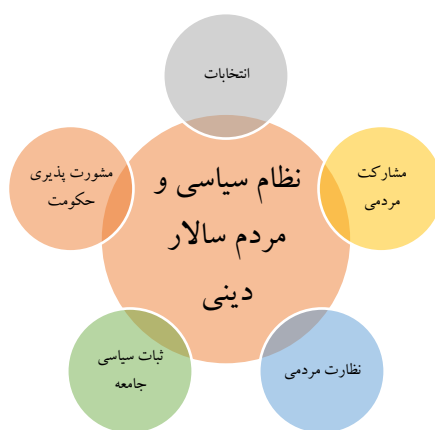 انتخابات
مشارکت
مردمی
نظارت مردمی
ثبات سیاسی
جامعه
مشورت پذیری
حکومت
نظام سیاسی و
مردم سالار
دینی